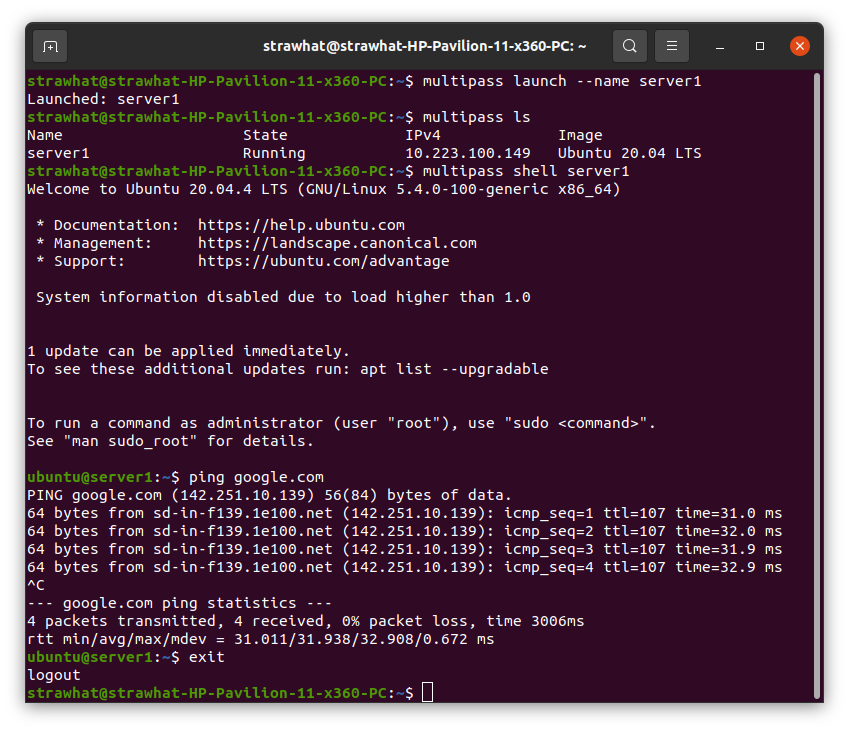 strawhat@strawhat-HP-Pavilion-11-x360-PC: ~
strawhat@strawhat-HP-Pavilion-11-x360-PC:~$ multipass launch --name server1
Launched: server1
strawhat@strawhat-HP-Pavilion-11-x360-PC:~$ multipass ls
Name                    State             IPv4             Image
server1                 Running           10.223.100.149   Ubuntu 20.04 LTS
strawhat@strawhat-HP-Pavilion-11-x360-PC:~$ multipass shell server1
Welcome to Ubuntu 20.04.4 LTS (GNU/Linux 5.4.0-100-generic x86_64)

 * Documentation:  https://help.ubuntu.com
 * Management:     https://landscape.canonical.com
 * Support:        https://ubuntu.com/advantage

 System information disabled due to load higher than 1.0


1 update can be applied immediately.
To see these additional updates run: apt list --upgradable


To run a command as administrator (user "root"), use "sudo <command>".
See "man sudo_root" for details.

ubuntu@server1:~$ ping google.com
PING google.com (142.251.10.139) 56(84) bytes of data.
64 bytes from sd-in-f139.1e100.net (142.251.10.139): icmp_seq=1 ttl=107 time=31.0 ms
64 bytes from sd-in-f139.1e100.net (142.251.10.139): icmp_seq=2 ttl=107 time=32.0 ms
64 bytes from sd-in-f139.1e100.net (142.251.10.139): icmp_seq=3 ttl=107 time=31.9 ms
64 bytes from sd-in-f139.1e100.net (142.251.10.139): icmp_seq=4 ttl=107 time=32.9 ms
^C
--- google.com ping statistics ---
4 packets transmitted, 4 received, 0% packet loss, time 3006ms
rtt min/avg/max/mdev = 31.011/31.938/32.908/0.672 ms
ubuntu@server1:~$ exit
logout
strawhat@strawhat-HP-Pavilion-11-x360-PC:~$